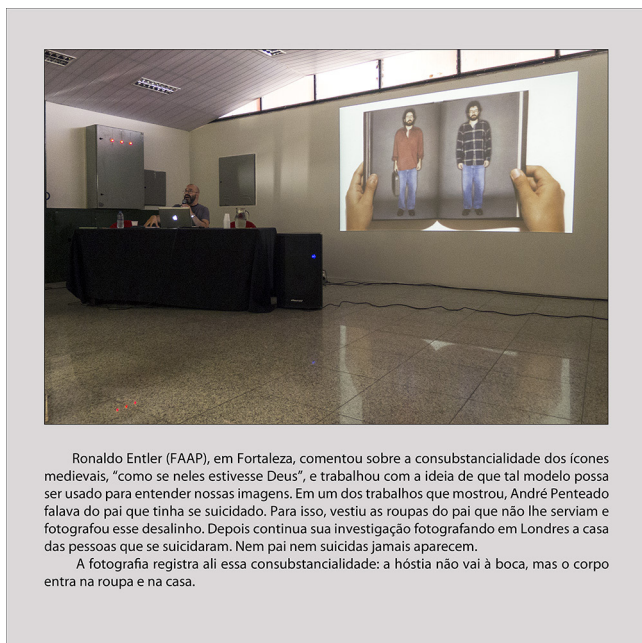 Ronaldo Entler (FAAP), em Fortaleza, comentou sobre a consubstancialidade dos ícones
medievais, “como se neles estivesse Deus”, e trabalhou com a ideia de que tal modelo possa
ser usado para entender nossas imagens. Em um dos trabalhos que mostrou, André Penteado
falava do pai que tinha se suicidado. Para isso, vestiu as roupas do pai que não lhe serviam e
fotografou esse desalinho. Depois continua sua investigação fotografando em Londres a casa
das pessoas que se suicidaram. Nem pai nem suicidas jamais aparecem.
A fotografia registra ali essa consubstancialidade: a hóstia não vai à boca, mas o corpo
entra na roupa e na casa.